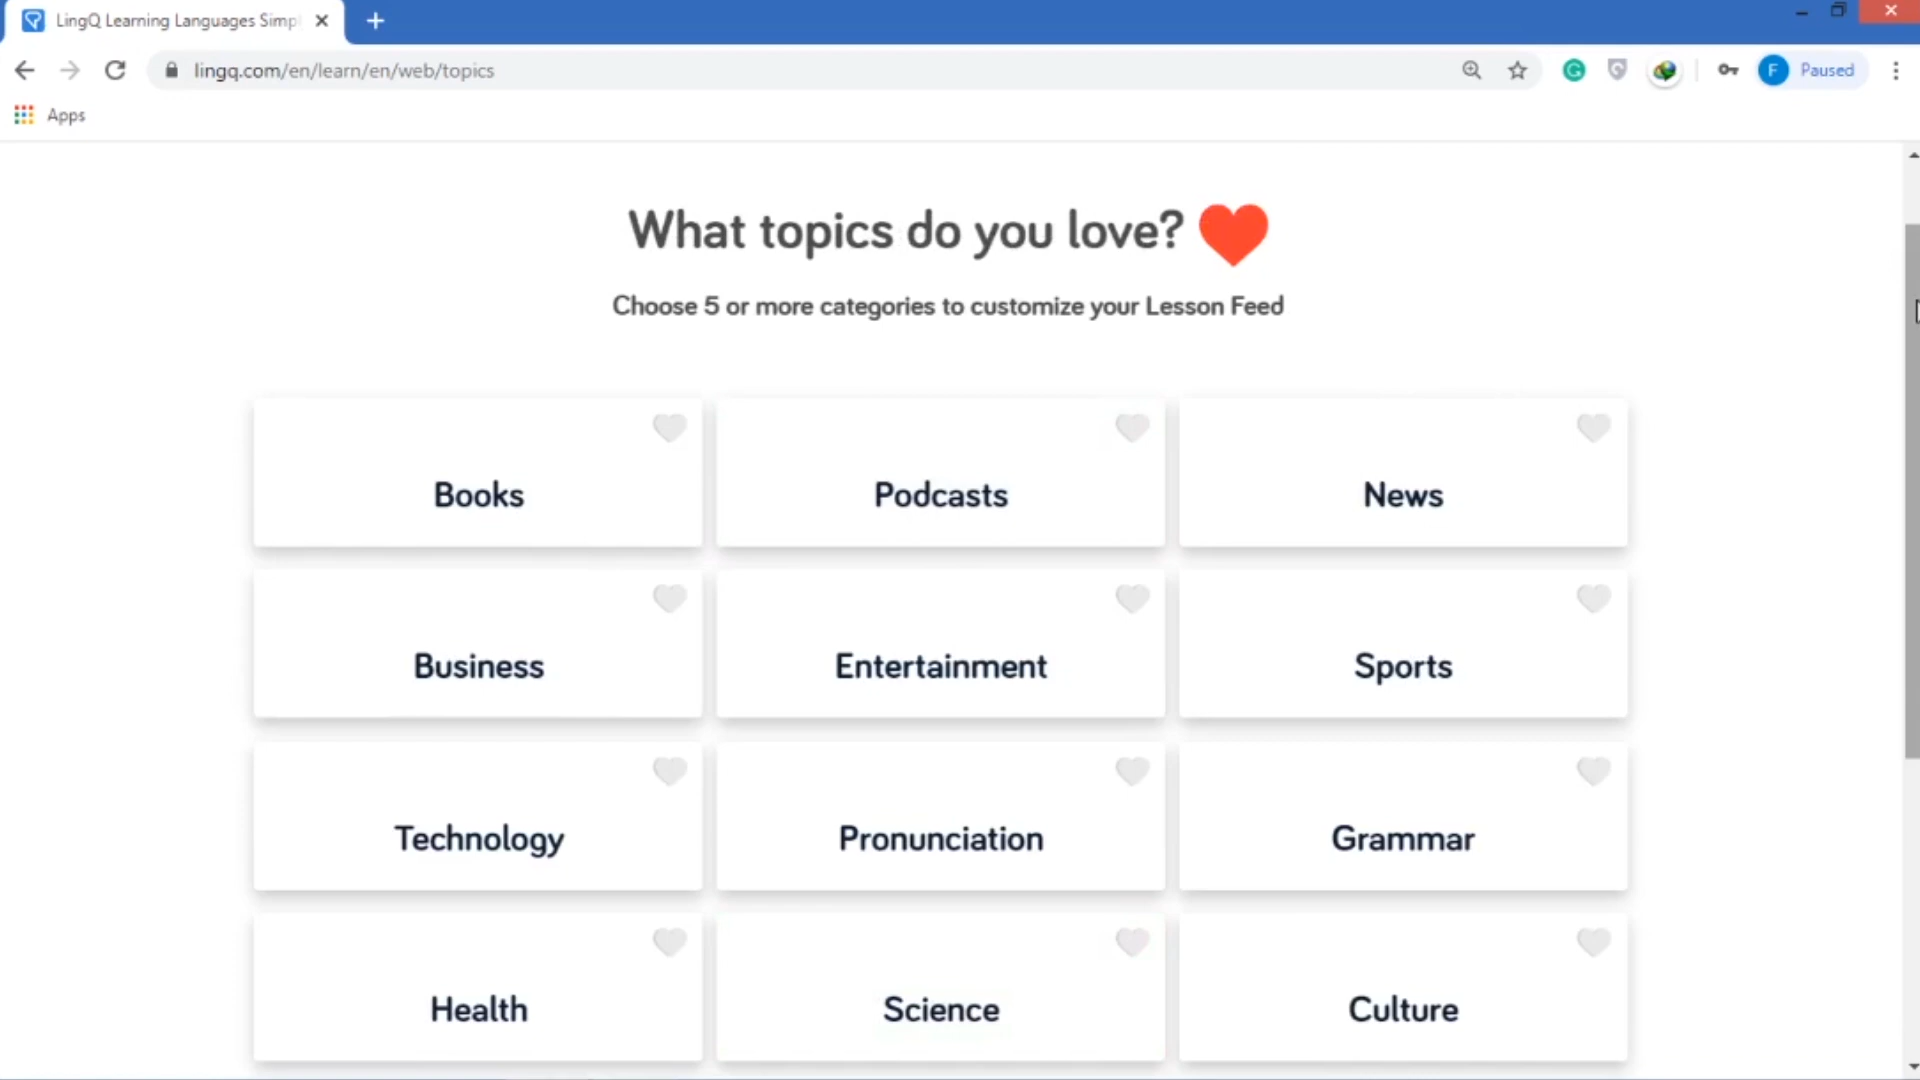 LingQ Learning Languages Simp
lingq.com/en/learn/en/web/topics
F
Paused
Apps
What topics do you love?
Choose 5 or more categories to customize your Lesson Feed
Books
Podcasts
News
Business
Entertainment
Sports
Technology
Pronunciation
Grammar
Health
Science
Culture